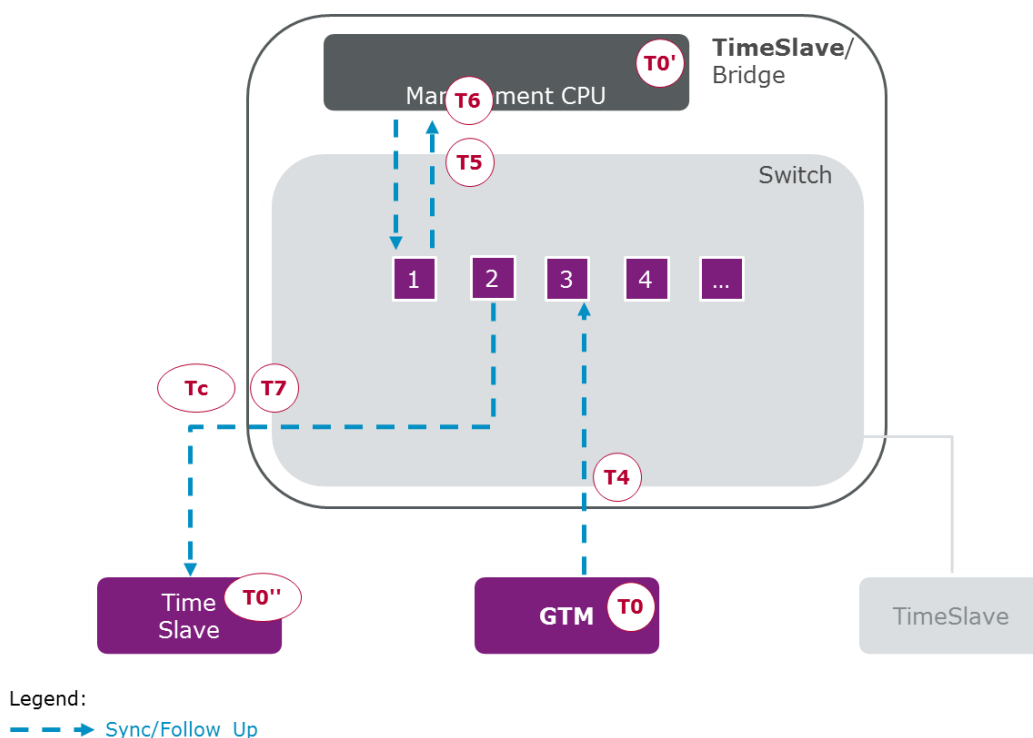 TimeSlave/
Bridge
T0'
Man ment CPU
T6
T5
Switch
1 2 3 4 ...
Tc T7
T4
Time
Slave
T0''
GTM T0
TimeSlave
Legend:
Sync/Follow_Up